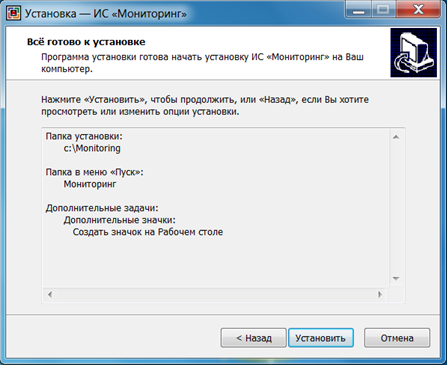 Установка — ИС «Мониторинг»
Всё готово к установке
Программа установки готова начать установку ИС «Мониторинг» на Ваш
компьютер.
Нажмите «Установить», чтобы продолжить, или «Назад», если Вы хотите
просмотреть или изменить опции установки.
Папка установки:
c:\Monitoring
Папка в меню «Пуск»:
Мониторинг
Дополнительные задачи:
Дополнительные значки:
Создать значок на Рабочем столе
< Назад
Установить
Отмена